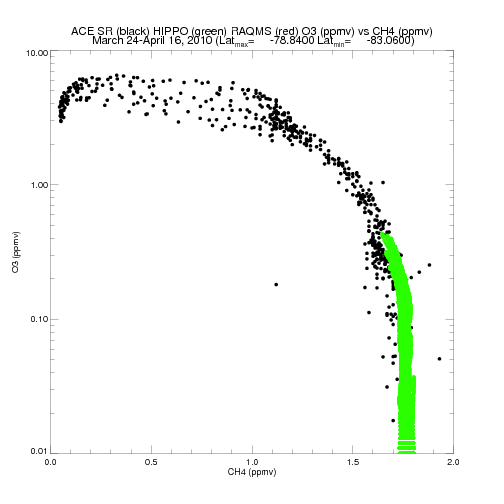 ACE SR (black) HIPPO (green) RAQMS (red) O3 (ppmv) vs CH4 (ppmv)
March 24-April 16, 2010 (Lat_max= -78.8400 Lat_min= -83.0600)
10.00
1.00
0.10
0.01
O3 (ppmv)
0.0 0.5 1.0 1.5 2.0
CH4 (ppmv)